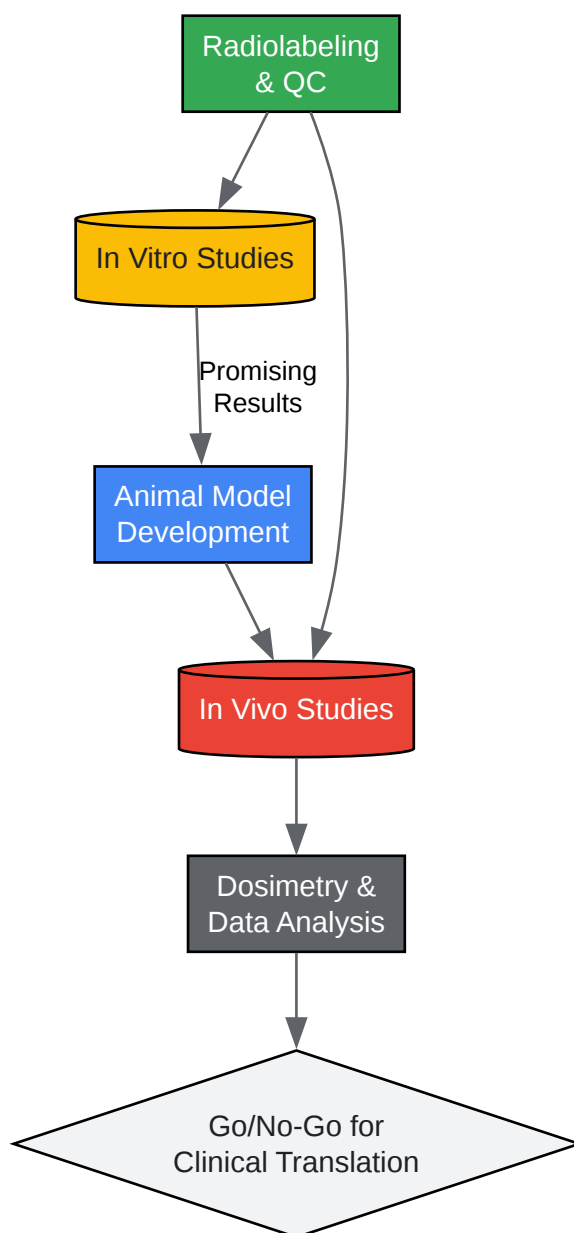 Radiolabeling
& QC
In Vitro Studies
Promising
Results
Animal Model
Development
In Vivo Studies
Dosimetry &
Data Analysis
Go/No-Go for
Clinical Translation